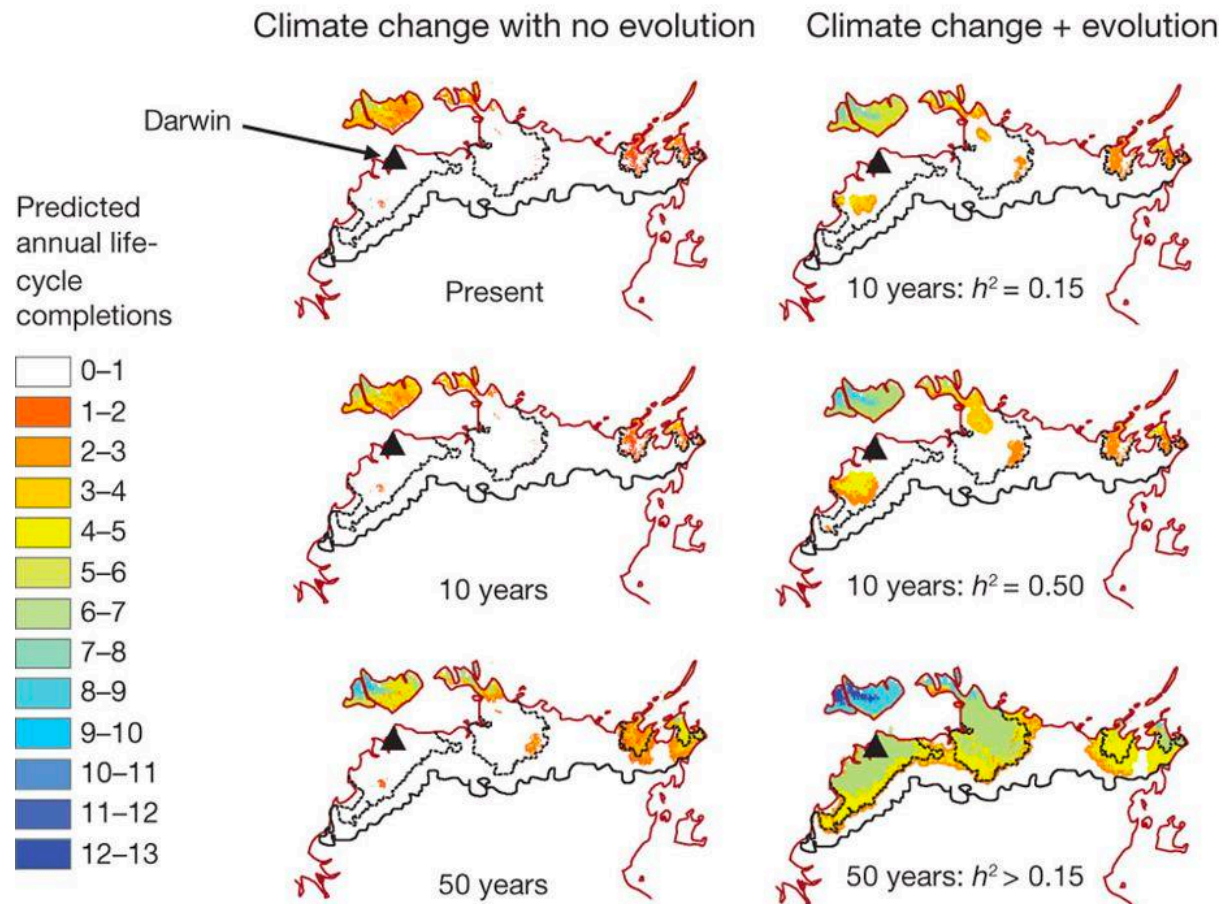 Climate change with no evolution
Climate change + evolution
Darwin
Present
10 years: h² = 0.15
Predicted
annual life-
cycle
completions
0–1
1–2
2–3
3–4
4–5
5–6
6–7
7–8
8–9
9–10
10–11
11–12
12–13
10 years
10 years: h² = 0.50
50 years
50 years: h² > 0.15